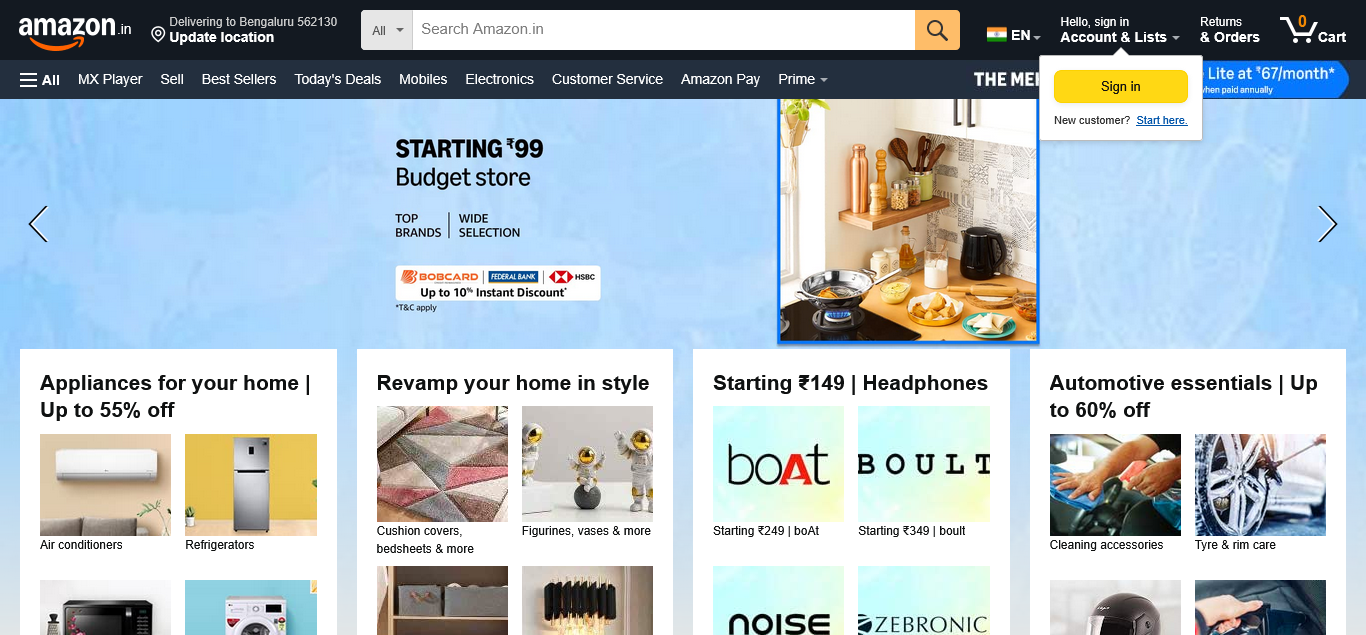 amazon.in
Delivering to Bengaluru 562130
Update location
All
Search Amazon.in
EN
Hello, sign in
Account & Lists
Returns
& Orders
0
Cart
All
MX Player
Sell
Best Sellers
Today's Deals
Mobiles
Electronics
Customer Service
Amazon Pay
Prime
THE
Lite at ₹67/month*
when paid annually
Sign in
New customer? Start here.
STARTING ₹99
Budget store
TOP
BRANDS
WIDE
SELECTION
BOBCARD
FEDERAL BANK
HSBC
Up to 10% Instant Discount*
*T&C apply
Appliances for your home |
Up to 55% off
Air conditioners
Refrigerators
Revamp your home in style
Cushion covers,
bedsheets & more
Figurines, vases & more
Starting ₹149 | Headphones
boAt
BOULT
Starting ₹249 | boAt
Starting ₹349 | boult
noise
ZEBRONIC
Automotive essentials | Up
to 60% off
Cleaning accessories
Tyre & rim care